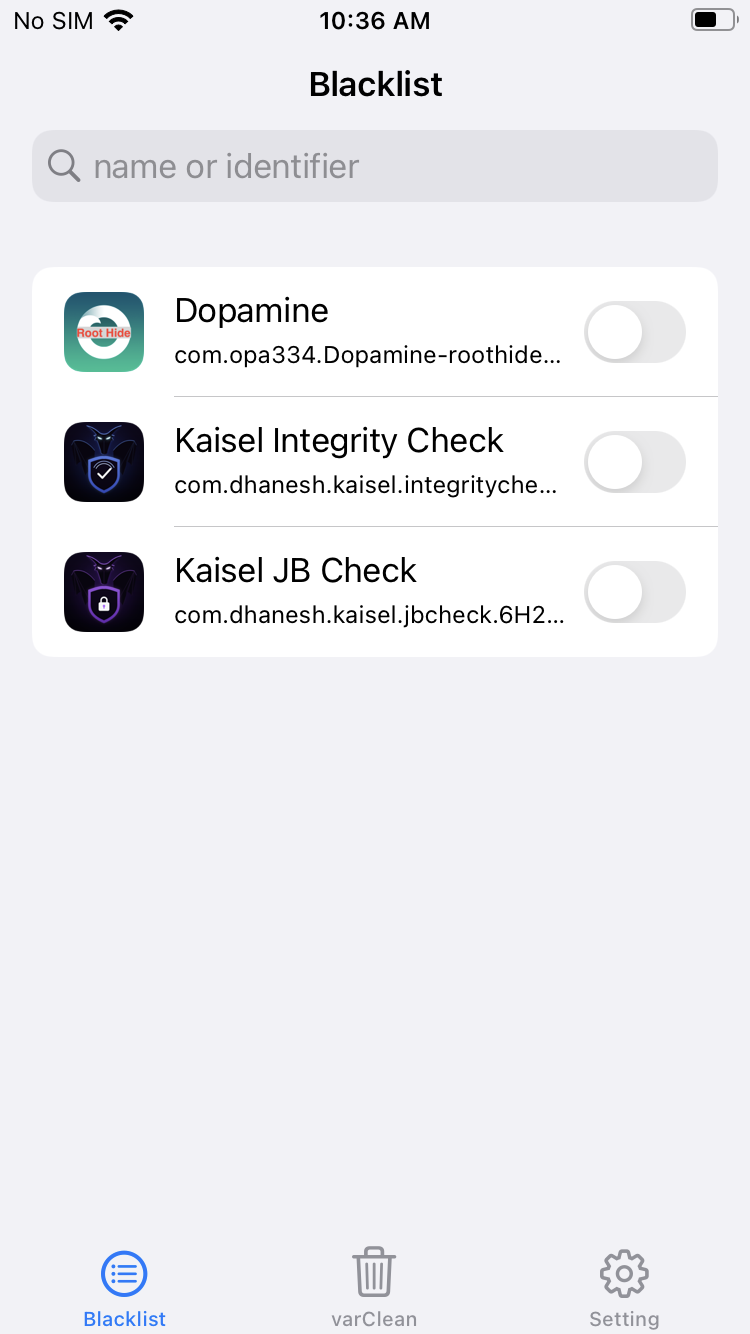 No SIM 10:36 AM
Blacklist
name or identifier
Root Hide
Dopamine
com.opa334.Dopamine-roothide...
Kaisel Integrity Check
com.dhanesh.kaisel.integrityche...
Kaisel JB Check
com.dhanesh.kaisel.jbcheck.6H2...
Blacklist varClean Setting